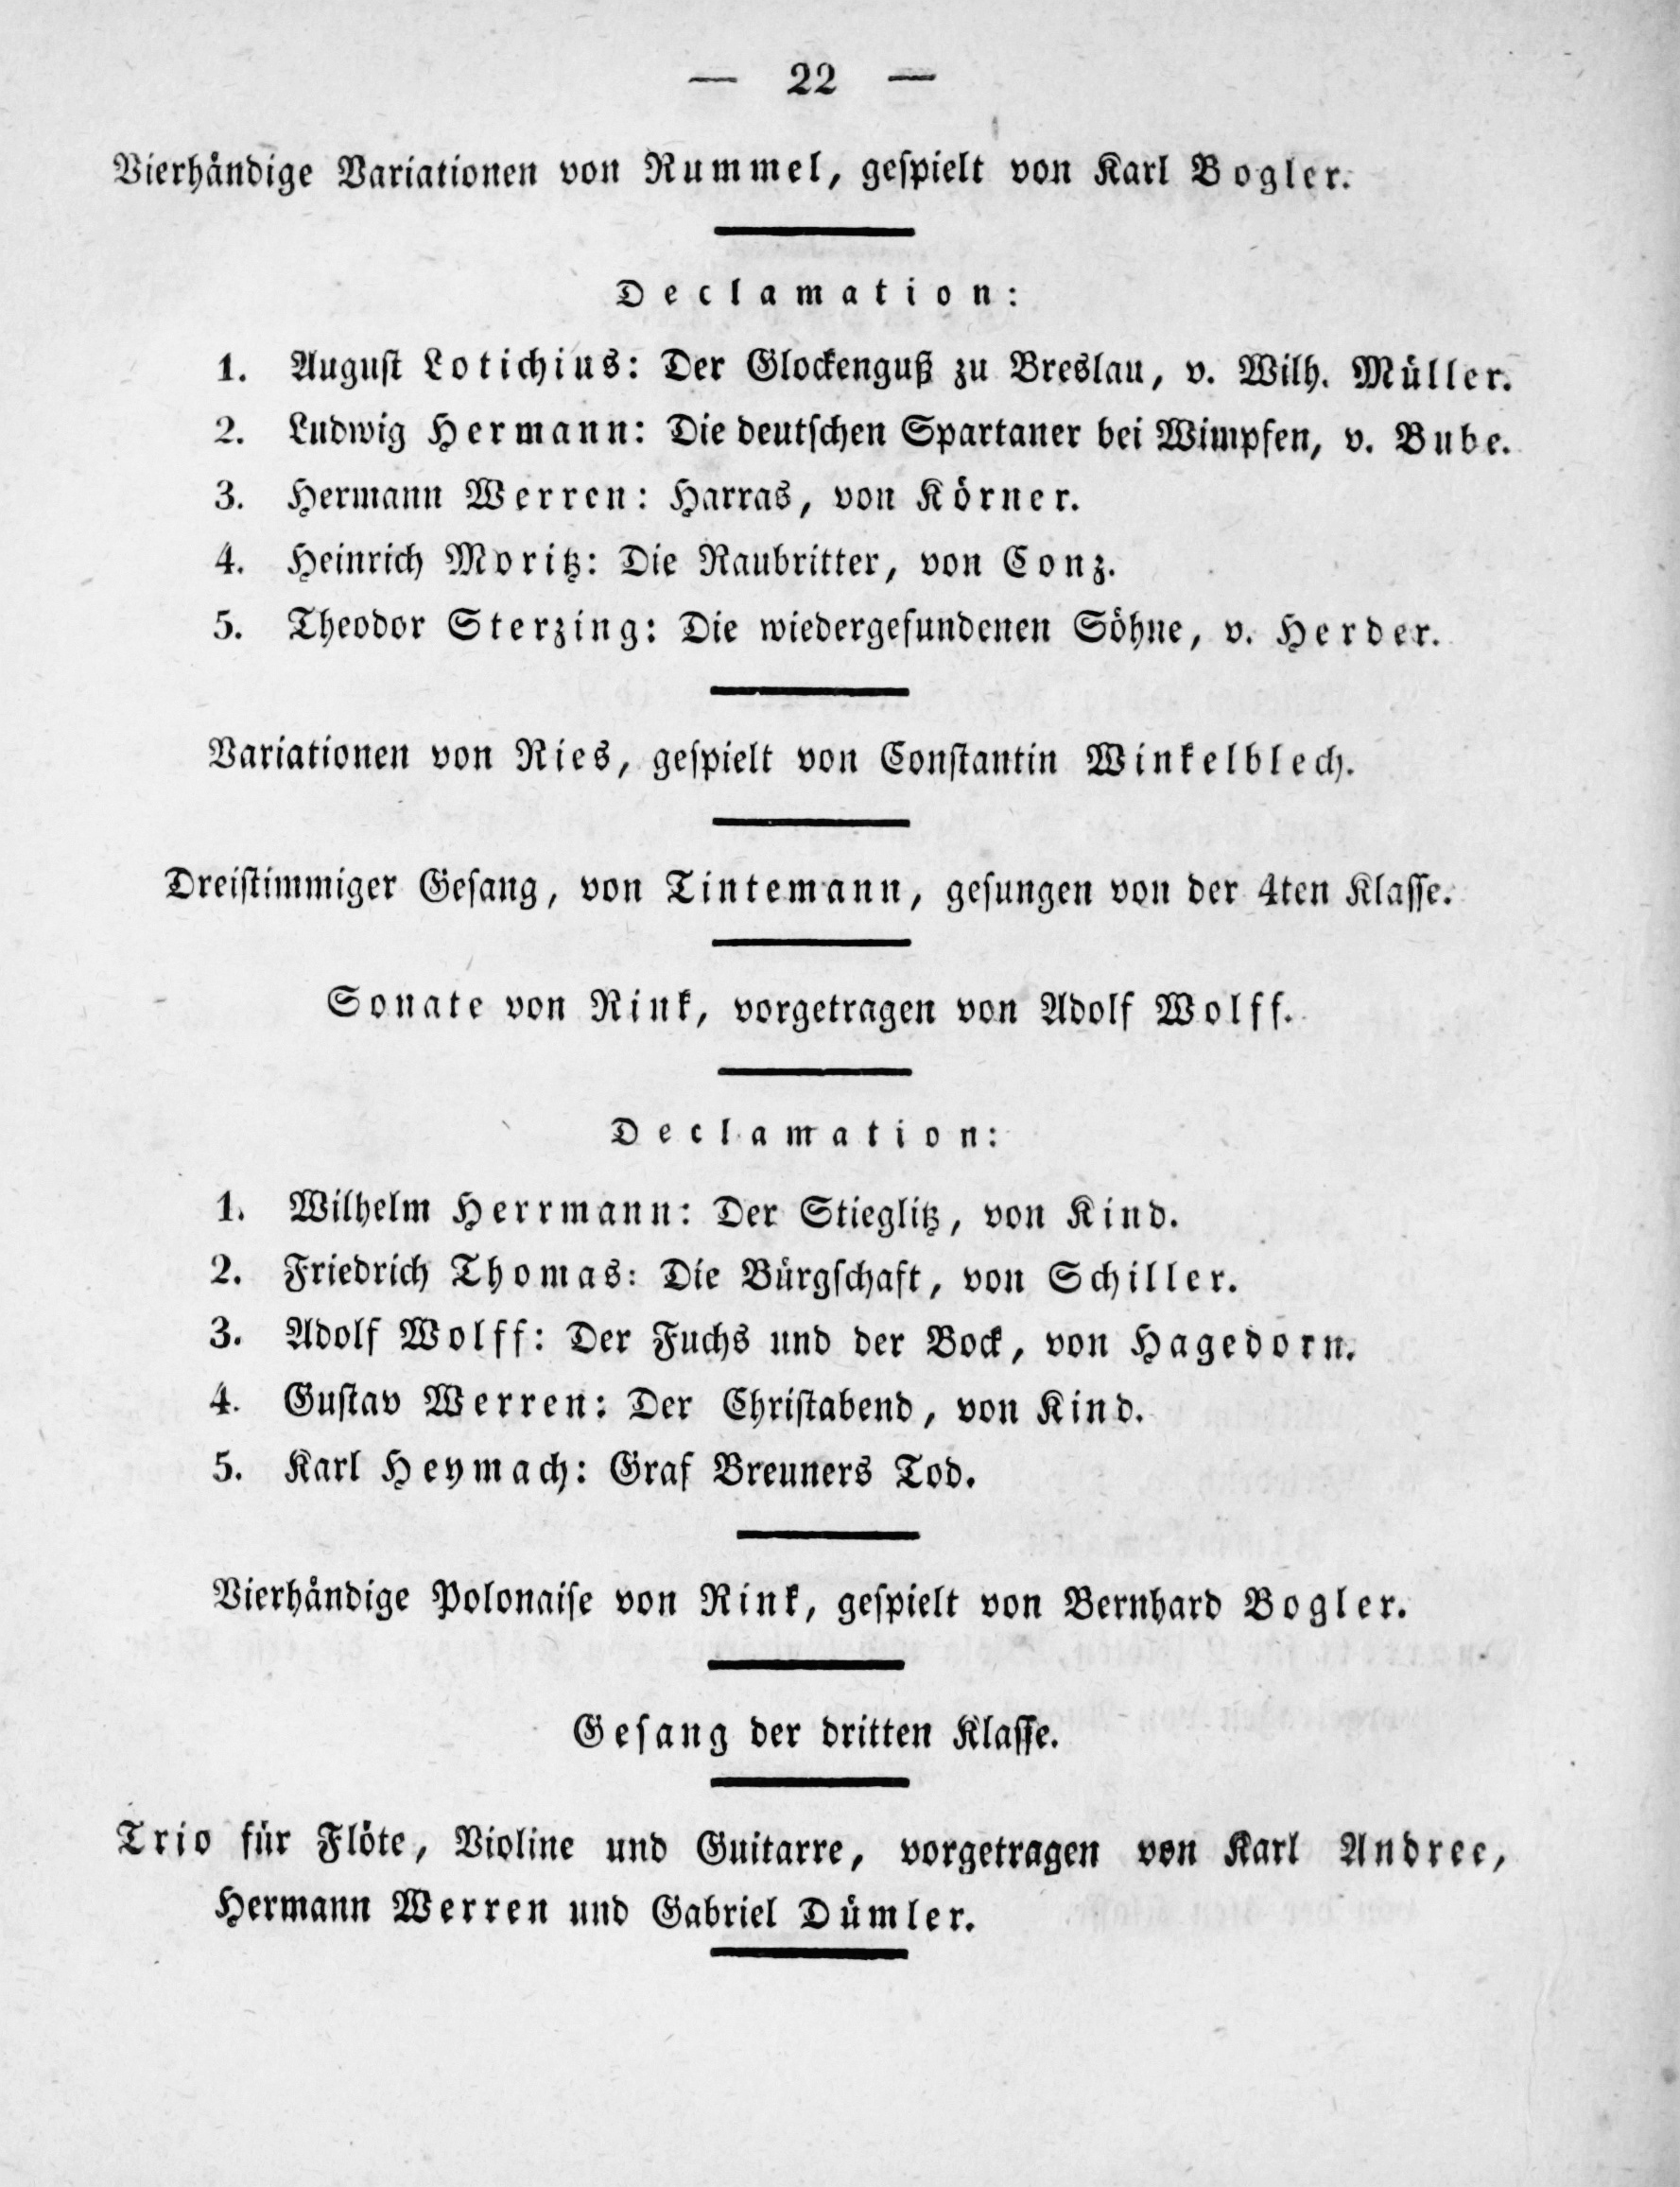 — 22 —
Vierhändige Variationen von Rummel, gespielt von Karl Bogler.
Declamation:
1. August Lotichius: Der Glockenguß zu Breslau, v. Wilh. Müller.
2. Ludwig Hermann: Die deutschen Spartaner bei Wimpfen, v. Bube.
3. Hermann Werren: Harras, von Körner.
4. Heinrich Moritz: Die Raubritter, von Conz.
5. Theodor Sterzing: Die wiedergefundenen Söhne, v. Herder.
Variationen von Ries, gespielt von Constantin Winkelblech.
Dreistimmiger Gesang, von Tintemann, gesungen von der 4ten Klasse.
Sonate von Rink, vorgetragen von Adolf Wolff.
Declamation:
1. Wilhelm Herrmann: Der Stieglitz, von Kind.
2. Friedrich Thomas: Die Bürgschaft, von Schiller.
3. Adolf Wolff: Der Fuchs und der Bock, von Hagedorn.
4. Gustav Werren: Der Christabend, von Kind.
5. Karl Heymach: Graf Breuners Tod.
Vierhändige Polonaise von Rink, gespielt von Bernhard Bogler.
Gesang der dritten Klasse.
Trio für Flöte, Violine und Guitarre, vorgetragen von Karl Andree,
Hermann Werren und Gabriel Dümler.